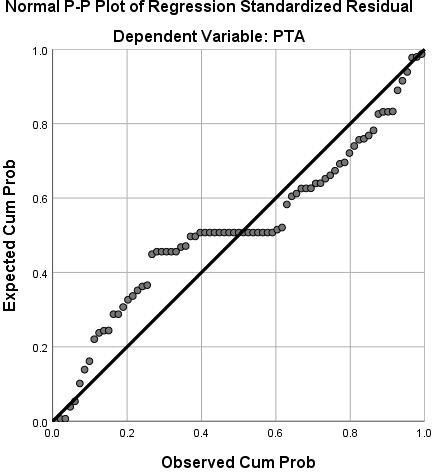 Normal P-P Plot of Regression Standardized Residual
Dependent Variable: PTA
1.0
0.8
0.6
0.4
0.2
0.0
Expected Cum Prob
0.0 0.2 0.4 0.6 0.8 1.0
Observed Cum Prob